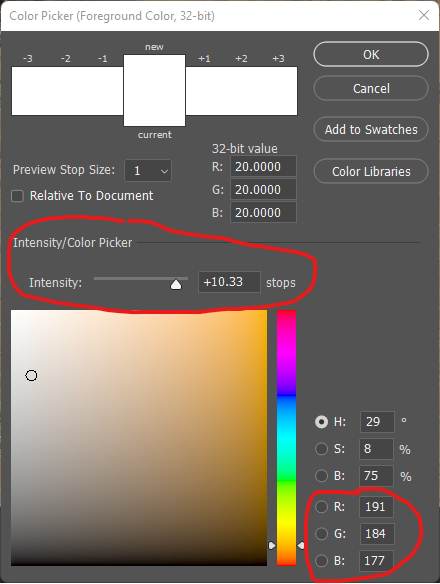 Color Picker (Foreground Color, 32-bit)
new
-3 -2 -1 +1 +2 +3
current
OK
Cancel
Add to Swatches
Color Libraries
32-bit value
Preview Stop Size: 1
R: 20.0000
G: 20.0000
B: 20.0000
Relative To Document
Intensity/Color Picker
Intensity: +10.33 stops
H: 29 °
S: 8 %
B: 75 %
R: 191
G: 184
B: 177